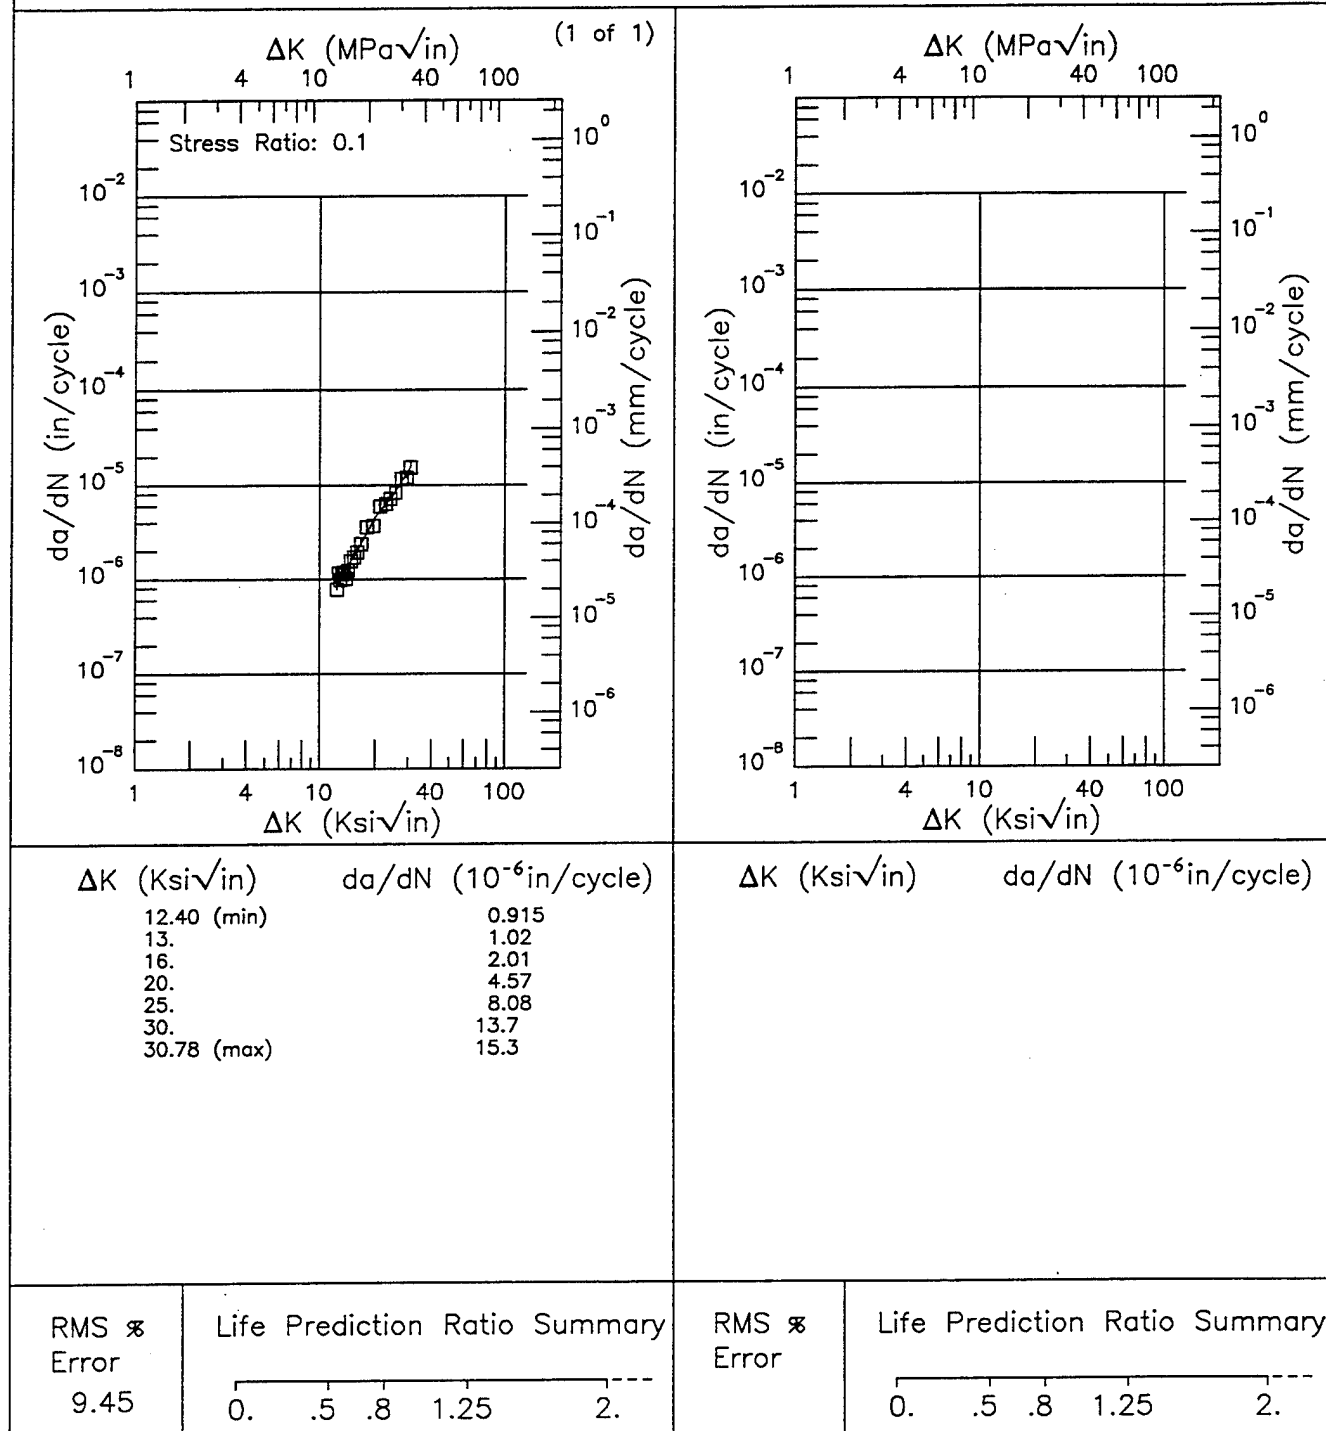 (1 of 1)
ΔK (MPa√in)
1 4 10 40 100
Stress Ratio: 0.1
da/dN (in/cycle)
10⁻²
10⁻³
10⁻⁴
10⁻⁵
10⁻⁶
10⁻⁷
10⁻⁸
10⁰
10⁻¹
10⁻²
10⁻³
10⁻⁴
10⁻⁵
10⁻⁶
da/dN (mm/cycle)
1 4 10 40 100
ΔK (Ksi√in)
ΔK (MPa√in)
1 4 10 40 100
da/dN (in/cycle)
10⁻²
10⁻³
10⁻⁴
10⁻⁵
10⁻⁶
10⁻⁷
10⁻⁸
10⁰
10⁻¹
10⁻²
10⁻³
10⁻⁴
10⁻⁵
10⁻⁶
da/dN (mm/cycle)
1 4 10 40 100
ΔK (Ksi√in)
ΔK (Ksi√in) da/dN (10⁻⁶in/cycle)
12.40 (min) 0.915
13. 1.02
16. 2.01
20. 4.57
25. 8.08
30. 13.7
30.78 (max) 15.3
ΔK (Ksi√in) da/dN (10⁻⁶in/cycle)
RMS %
Error
9.45
Life Prediction Ratio Summary
0. .5 .8 1.25 2.
RMS %
Error
Life Prediction Ratio Summary
0. .5 .8 1.25 2.